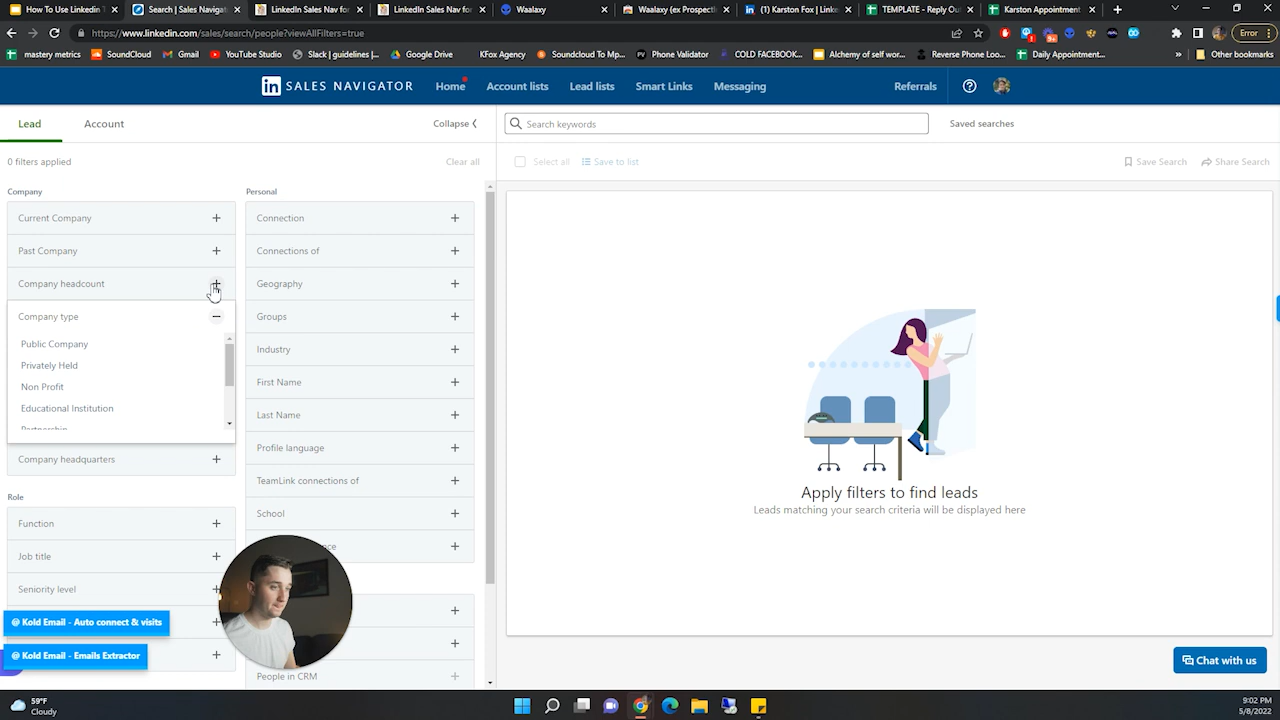 How To Use Linkedin T
Search | Sales Navigat
LinkedIn Sales Nav for
LinkedIn Sales Nav for
Waalaxy
Waalaxy (ex Prospectin
(1) Karston Fox | Linke
TEMPLATE - Reply Out
Karston Appointment
https://www.linkedin.com/sales/search/people?viewAllFilters=true
Error
mastery metrics
SoundCloud
Gmail
YouTube Studio
Slack | guidelines |
Google Drive
KFox Agency
Soundcloud To Mp...
Phone Validator
COLD FACEBOOK...
Alchemy of self wor...
Reverse Phone Loo...
Daily Appointment...
Other bookmarks
in SALES NAVIGATOR
Home
Account lists
Lead lists
Smart Links
Messaging
Referrals
Lead
Account
Collapse
Search keywords
Saved searches
0 filters applied
Clear all
Select all
Save to list
Save Search
Share Search
Company
Current Company
Past Company
Company headcount
Company type
Public Company
Privately Held
Non Profit
Educational Institution
Partnership
Company headquarters
Role
Function
Job title
Seniority level
@ Kold Email - Auto connect & visits
@ Kold Email - Emails Extractor
Personal
Connection
Connections of
Geography
Groups
Industry
First Name
Last Name
Profile language
TeamLink connections of
School
People in CRM
Apply filters to find leads
Leads matching your search criteria will be displayed here
Chat with us
59°F
Cloudy
9:02 PM
5/8/2022